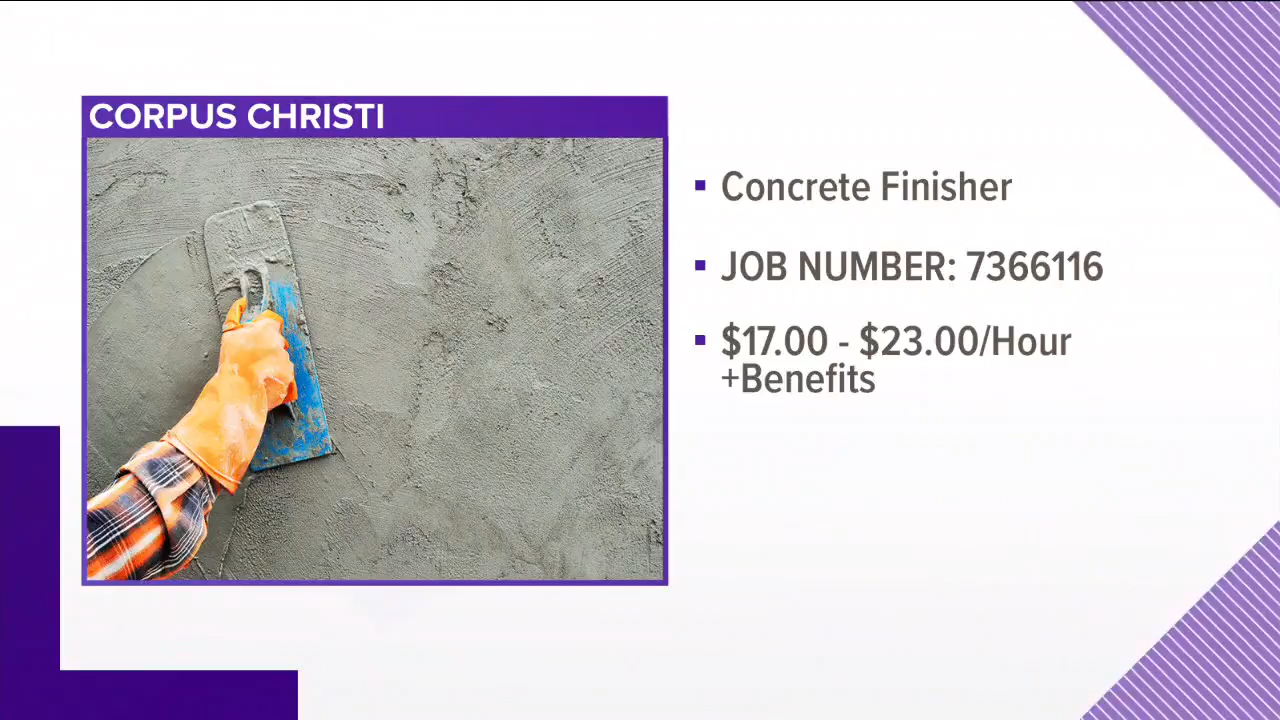 CORPUS CHRISTI
Concrete Finisher
JOB NUMBER: 7366116
$17.00 - $23.00/Hour
+Benefits